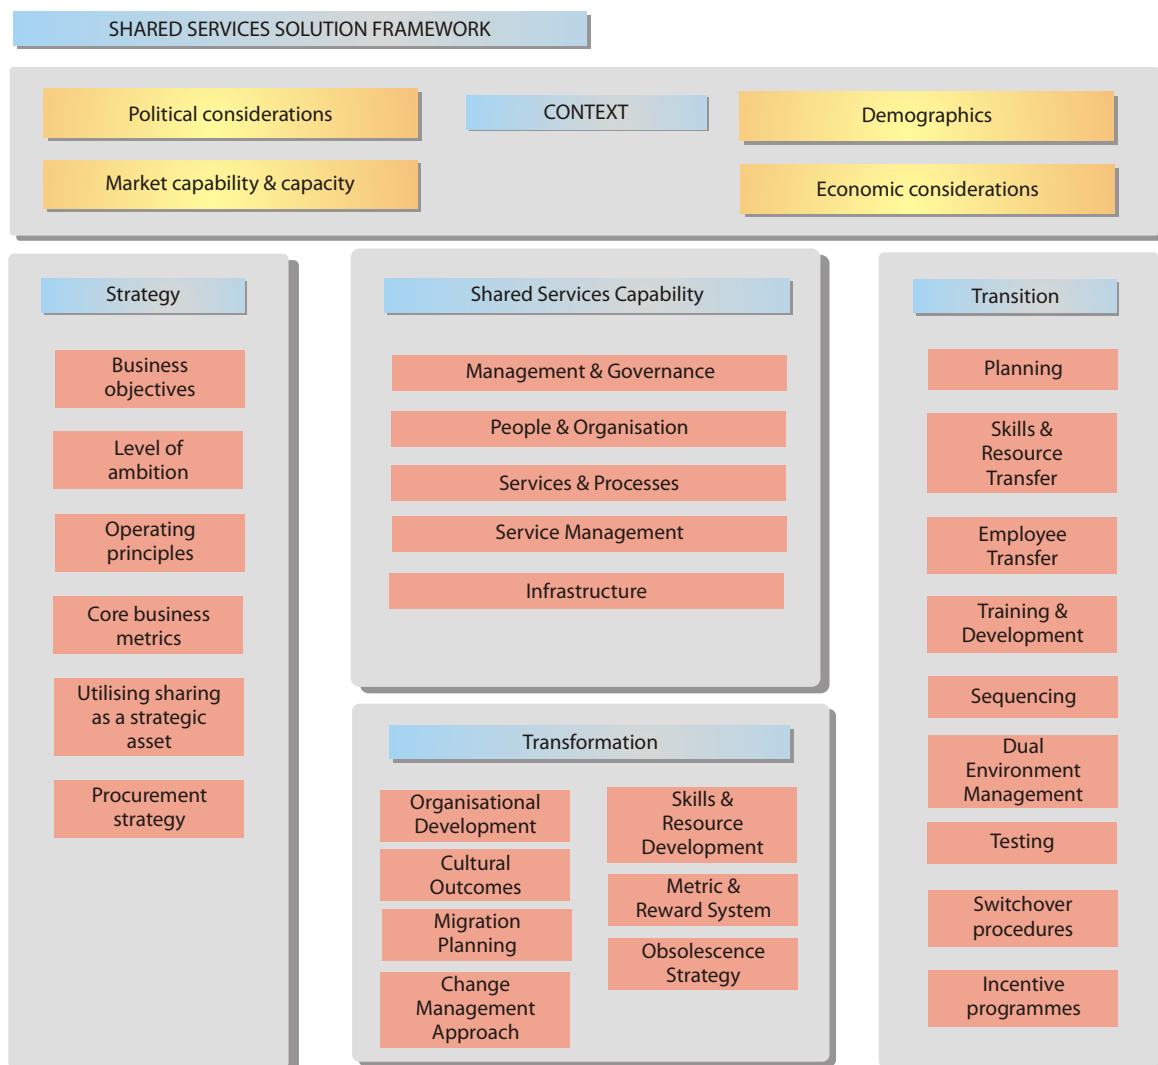 SHARED SERVICES SOLUTION FRAMEWORK
Political considerations
CONTEXT
Demographics
Market capability & capacity
Economic considerations
Strategy
Business
objectives
Level of
ambition
Operating
principles
Core business
metrics
Utilising sharing
as a strategic
asset
Procurement
strategy
Shared Services Capability
Management & Governance
People & Organisation
Services & Processes
Service Management
Infrastructure
Transformation
Organisational
Development
Cultural
Outcomes
Migration
Planning
Change
Management
Approach
Skills &
Resource
Development
Metric &
Reward System
Obsolescence
Strategy
Transition
Planning
Skills &
Resource
Transfer
Employee
Transfer
Training &
Development
Sequencing
Dual
Environment
Management
Testing
Switchover
procedures
Incentive
programmes